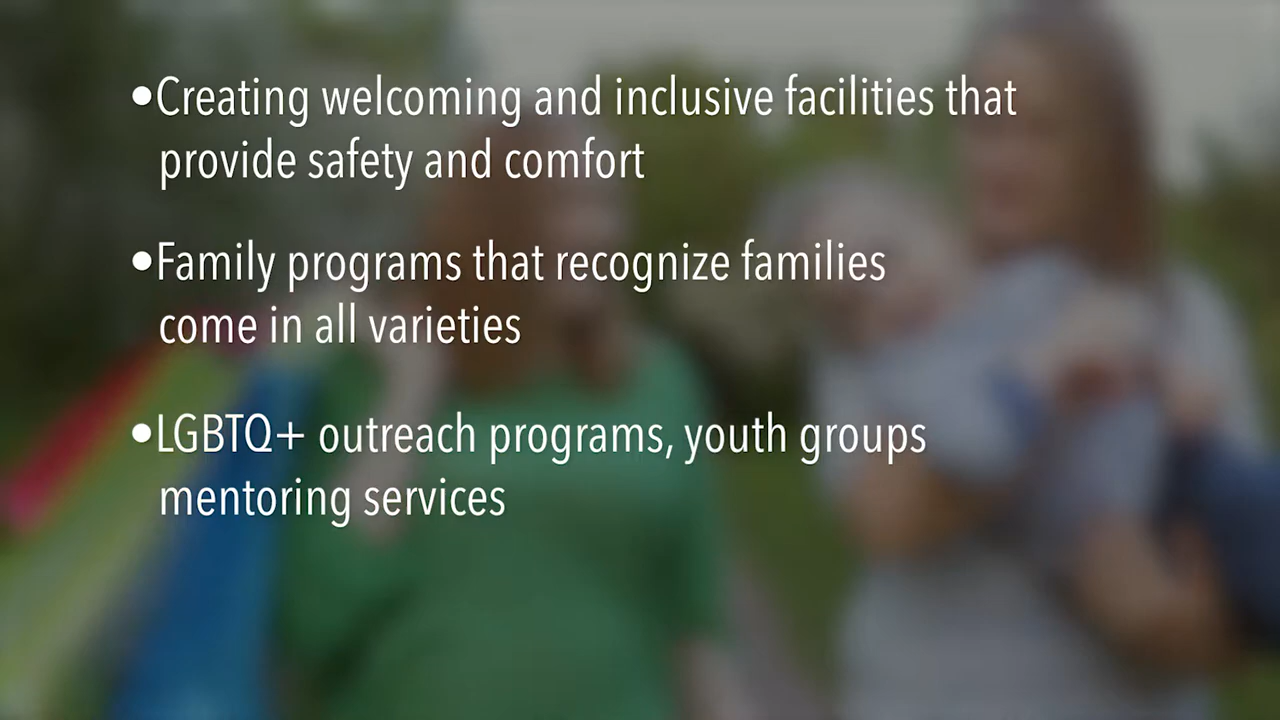 •Creating welcoming and inclusive facilities that
provide safety and comfort
•Family programs that recognize families
come in all varieties
•LGBTQ+ outreach programs, youth groups
mentoring services